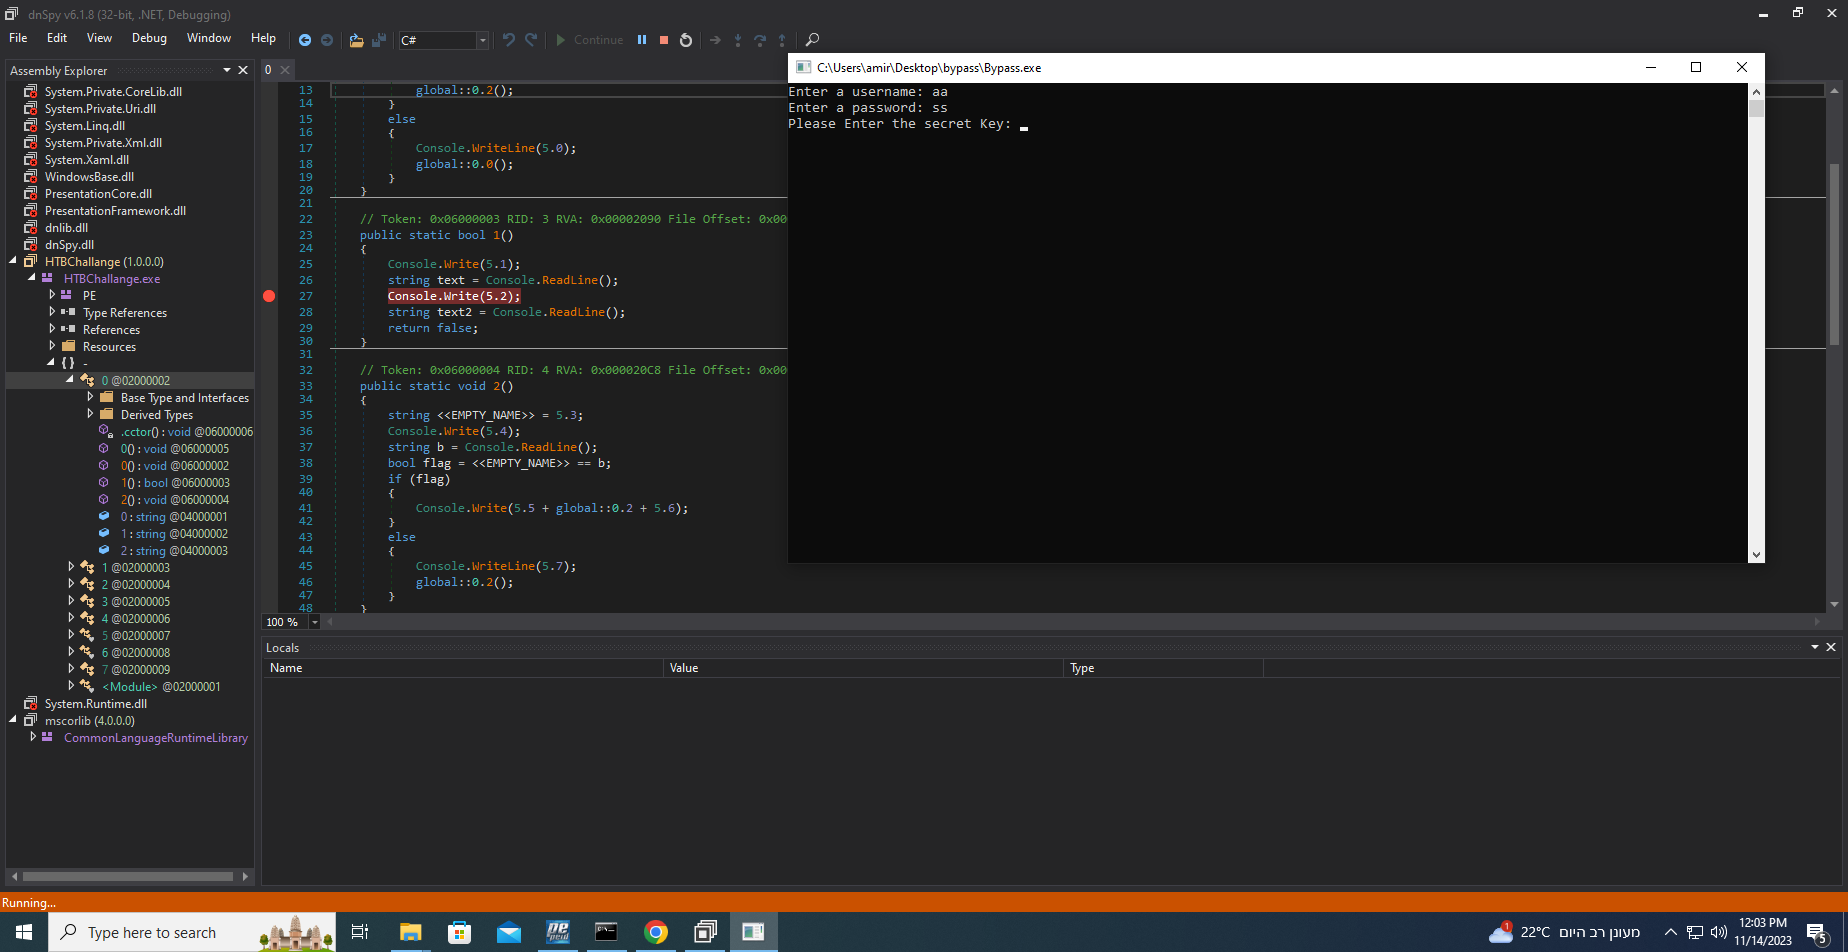 dnSpy v6.1.8 (32-bit, .NET, Debugging)
File Edit View Debug Window Help C# Continue
Assembly Explorer
System.Private.CoreLib.dll
System.Private.Uri.dll
System.Linq.dll
System.Private.Xml.dll
System.Xaml.dll
WindowsBase.dll
PresentationCore.dll
PresentationFramework.dll
dnlib.dll
dnSpy.dll
HTBChallange (1.0.0.0)
HTBChallange.exe
PE
Type References
References
Resources
{ } -
0 @02000002
Base Type and Interfaces
Derived Types
.cctor() : void @06000006
0() : void @06000005
0() : void @06000002
1() : bool @06000003
2() : void @06000004
0 : string @04000001
1 : string @04000002
2 : string @04000003
1 @02000003
2 @02000004
3 @02000005
4 @02000006
5 @02000007
6 @02000008
7 @02000009
<Module> @02000001
System.Runtime.dll
mscorlib (4.0.0.0)
CommonLanguageRuntimeLibrary
0
13 global::0.2();
14 }
15 else
16 {
17 Console.WriteLine(5.0);
18 global::0.0();
19 }
20 }
21
22 // Token: 0x06000003 RID: 3 RVA: 0x00002090 File Offset: 0x00
23 public static bool 1()
24 {
25 Console.Write(5.1);
26 string text = Console.ReadLine();
27 Console.Write(5.2);
28 string text2 = Console.ReadLine();
29 return false;
30 }
31
32 // Token: 0x06000004 RID: 4 RVA: 0x000020C8 File Offset: 0x00
33 public static void 2()
34 {
35 string <<EMPTY_NAME>> = 5.3;
36 Console.Write(5.4);
37 string b = Console.ReadLine();
38 bool flag = <<EMPTY_NAME>> == b;
39 if (flag)
40 {
41 Console.Write(5.5 + global::0.2 + 5.6);
42 }
43 else
44 {
45 Console.WriteLine(5.7);
46 global::0.2();
47 }
48 }
100 %
C:\Users\amir\Desktop\bypass\Bypass.exe
Enter a username: aa
Enter a password: ss
Please Enter the secret Key:
Locals
Name Value Type
Running...
Type here to search
PE
PEiD
1
22°C מעונן רב היום
12:03 PM
11/14/2023
5